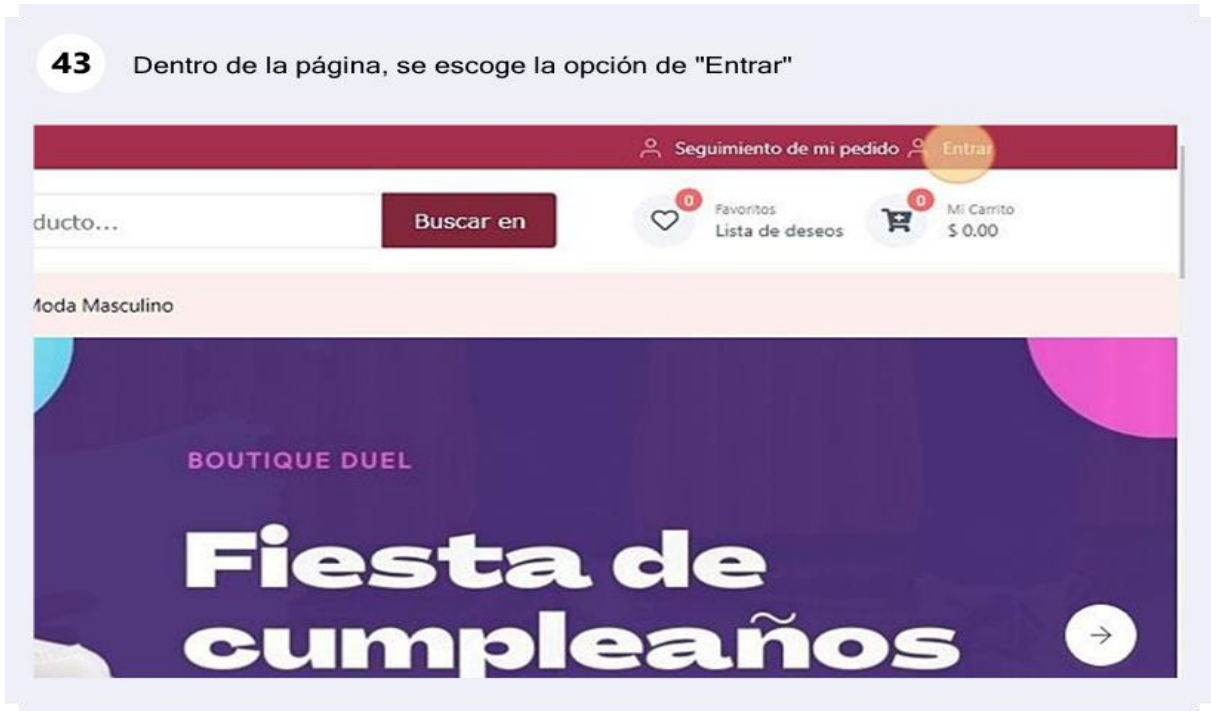 43 Dentro de la página, se escoge la opción de "Entrar"
Seguimiento de mi pedido Entrar
ducto... Buscar en 0 Favoritos 0 Mi Carrito
Lista de deseos $ 0.00
Moda Masculino
BOUTIQUE DUEL
Fiesta de
cumpleaños